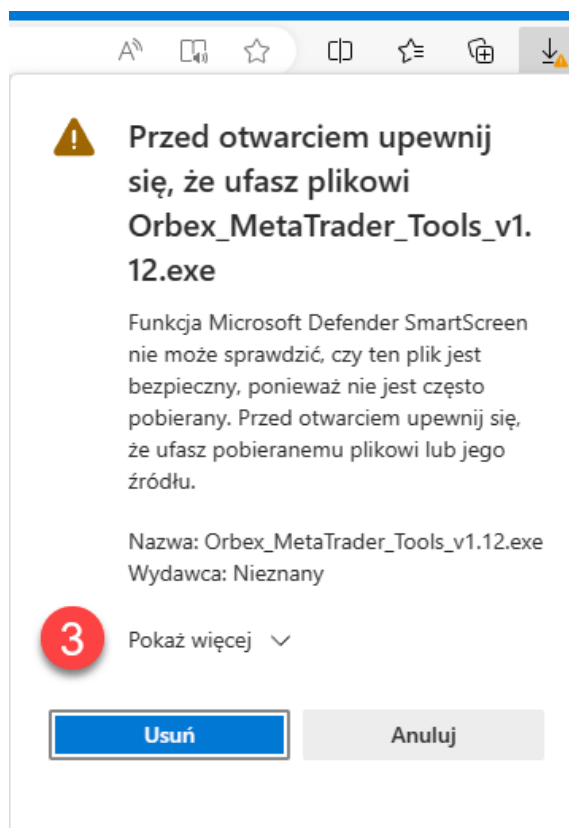 Przed otwarciem upewnij
się, że ufasz plikowi
Orbex_MetaTrader_Tools_v1.
12.exe
Funkcja Microsoft Defender SmartScreen
nie może sprawdzić, czy ten plik jest
bezpieczny, ponieważ nie jest często
pobierany. Przed otwarciem upewnij się,
że ufasz pobieranemu plikowi lub jego
źródłu.
Nazwa: Orbex_MetaTrader_Tools_v1.12.exe
Wydawca: Nieznany
3 Pokaż więcej
Usuń Anuluj